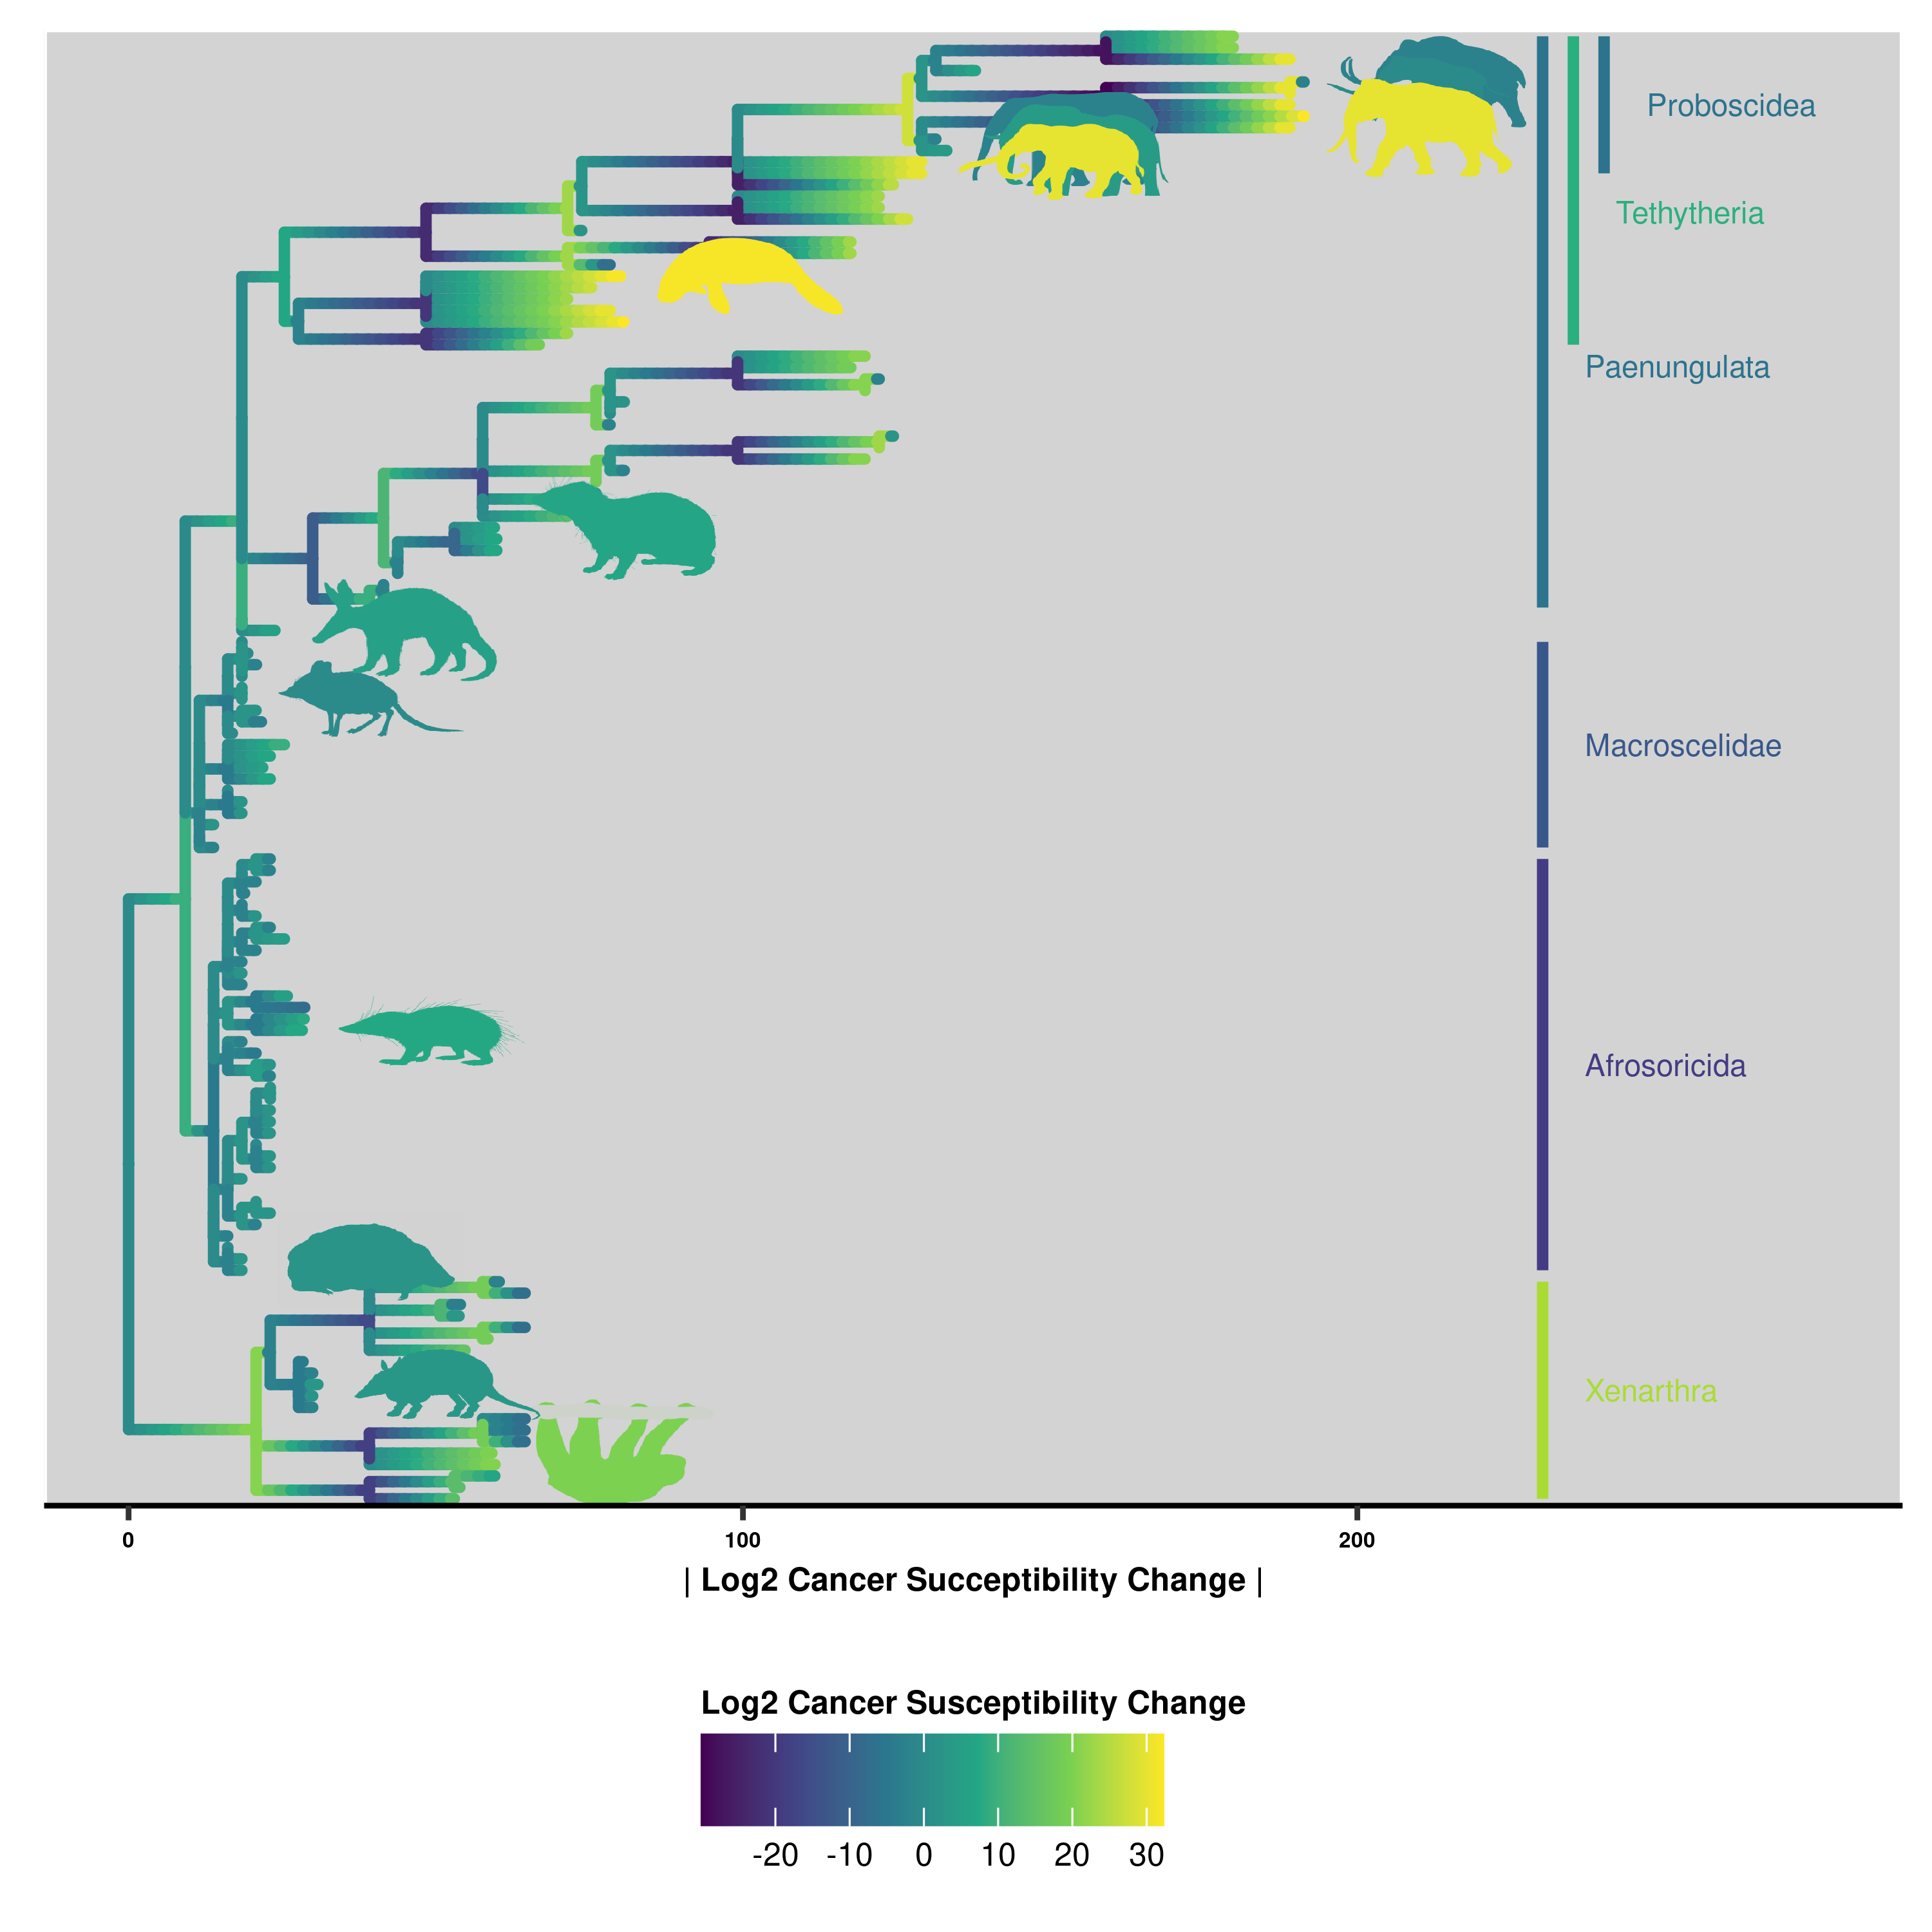 Proboscidea
Tethytheria
Paenungulata
Macroscelidae
Afrosoricida
Xenarthra
0 100 200
| Log2 Cancer Succeptibility Change |
Log2 Cancer Susceptibility Change
-20 -10 0 10 20 30